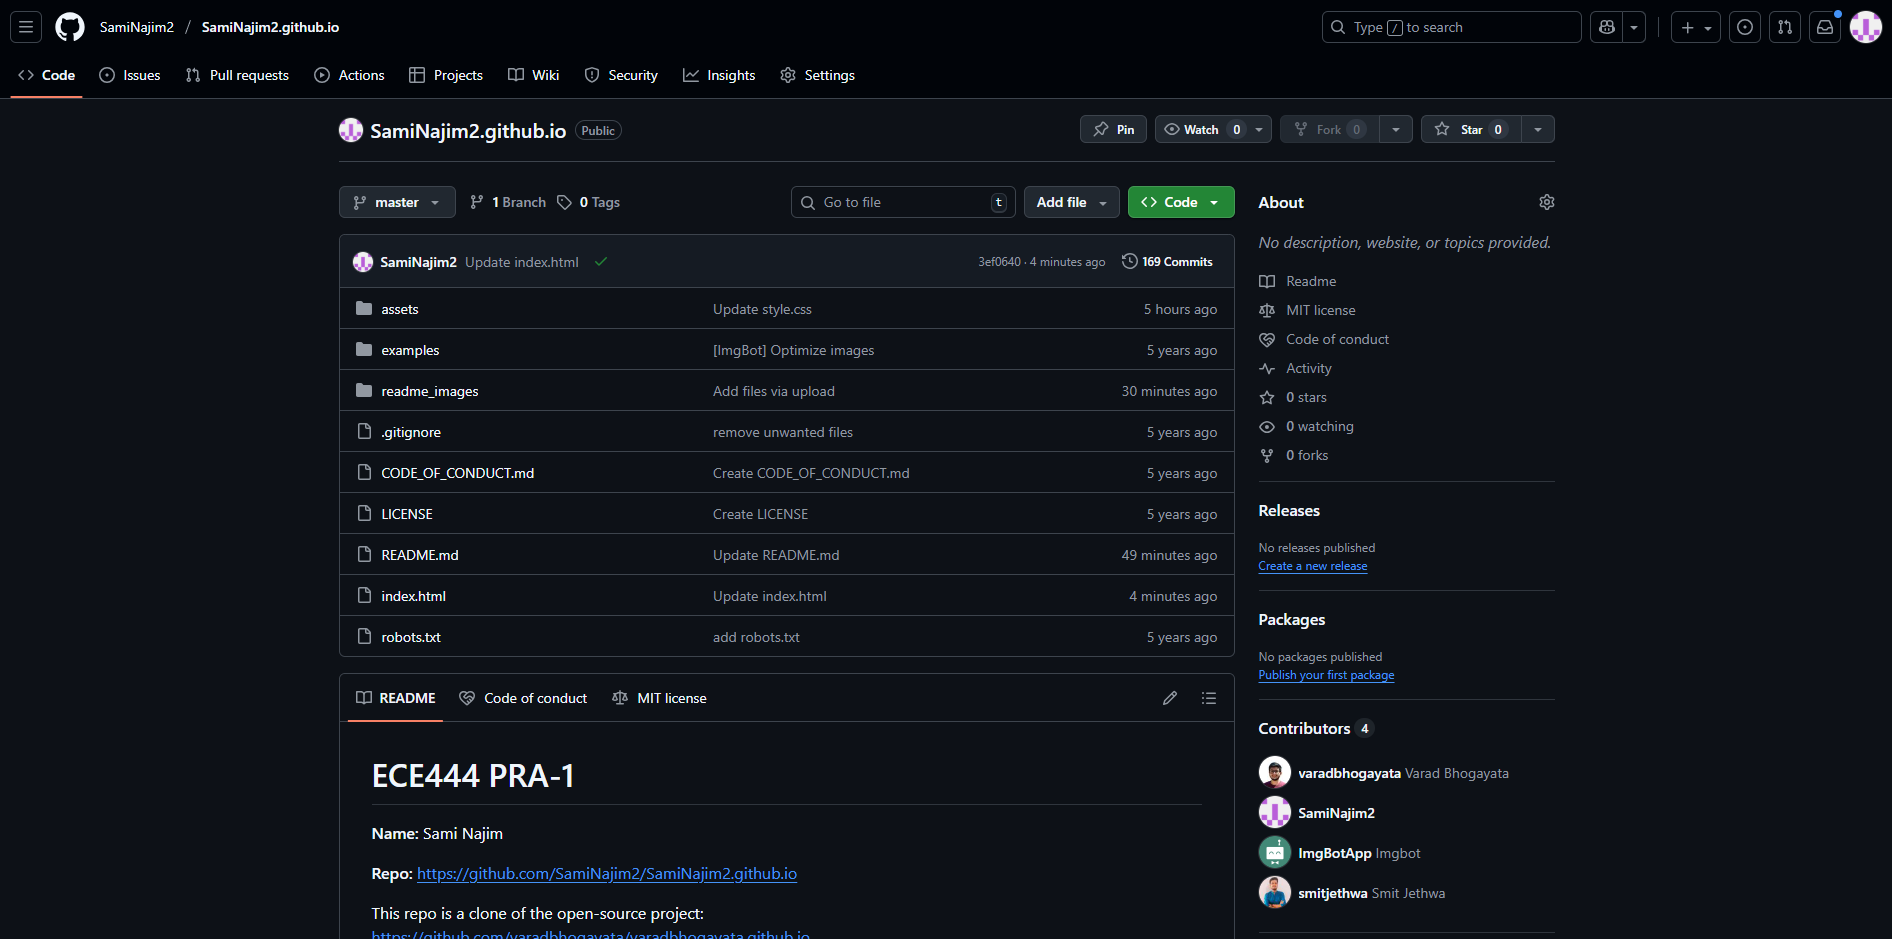 SamiNajim2 / SamiNajim2.github.io
Type / to search
Code Issues Pull requests Actions Projects Wiki Security Insights Settings
SamiNajim2.github.io Public
Pin Watch 0 Fork 0 Star 0
master 1 Branch 0 Tags Go to file t Add file Code
SamiNajim2 Update index.html 3ef0640 · 4 minutes ago 169 Commits
assets Update style.css 5 hours ago
examples [ImgBot] Optimize images 5 years ago
readme_images Add files via upload 30 minutes ago
.gitignore remove unwanted files 5 years ago
CODE_OF_CONDUCT.md Create CODE_OF_CONDUCT.md 5 years ago
LICENSE Create LICENSE 5 years ago
README.md Update README.md 49 minutes ago
index.html Update index.html 4 minutes ago
robots.txt add robots.txt 5 years ago
README Code of conduct MIT license
ECE444 PRA-1
Name: Sami Najim
Repo: https://github.com/SamiNajim2/SamiNajim2.github.io
This repo is a clone of the open-source project:
https://github.com/varadbhogayata/varadbhogayata.github.io
About
No description, website, or topics provided.
Readme
MIT license
Code of conduct
Activity
0 stars
0 watching
0 forks
Releases
No releases published
Create a new release
Packages
No packages published
Publish your first package
Contributors 4
varadbhogayata Varad Bhogayata
SamiNajim2
ImgBotApp Imgbot
smitjethwa Smit Jethwa